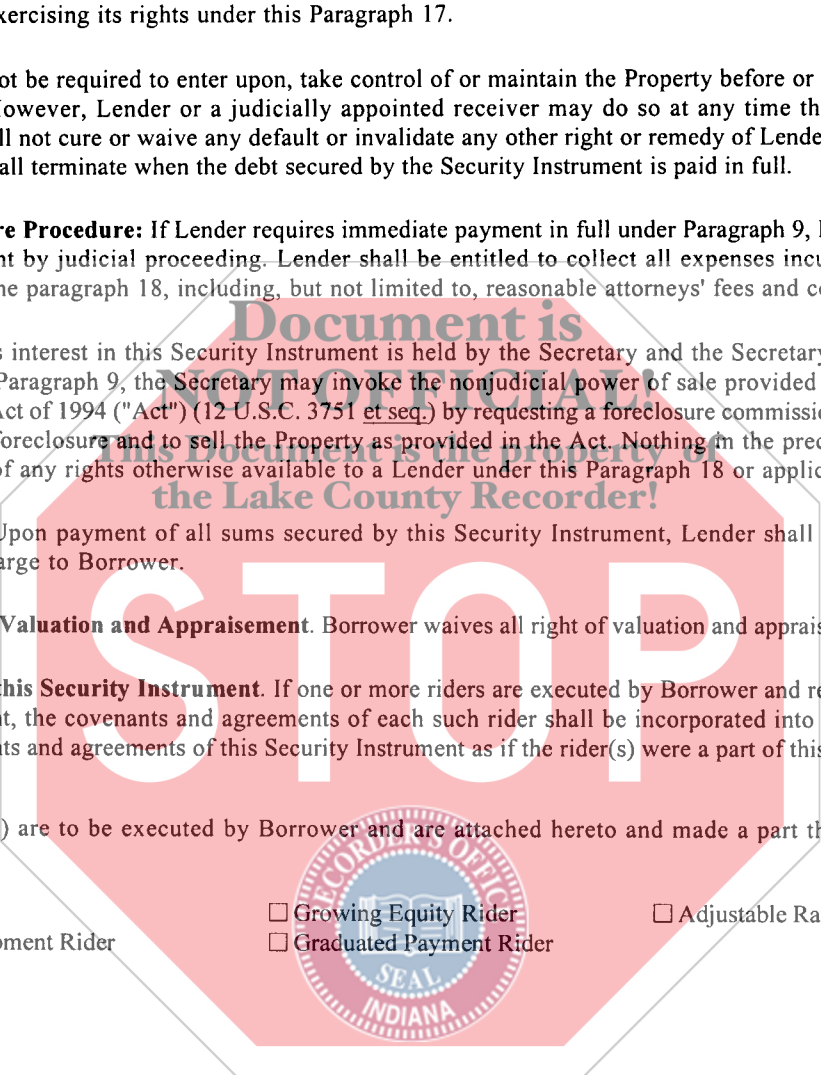 xercising its rights under this Paragraph 17.
ot be required to enter upon, take control of or maintain the Property before or
However, Lender or a judicially appointed receiver may do so at any time th
ll not cure or waive any default or invalidate any other right or remedy of Lende
all terminate when the debt secured by the Security Instrument is paid in full.
re Procedure: If Lender requires immediate payment in full under Paragraph 9,
nt by judicial proceeding. Lender shall be entitled to collect all expenses incu
ne paragraph 18, including, but not limited to, reasonable attorneys' fees and c
Document is
s interest in this Security Instrument is held by the Secretary and the Secretary
NOT OFFICIAL!
Paragraph 9, the Secretary may invoke the nonjudicial power of sale provided
Act of 1994 ("Act") (12 U.S.C. 3751 et seq.) by requesting a foreclosure commissio
This Document is the property of
foreclosure and to sell the Property as provided in the Act. Nothing in the prec
of any rights otherwise available to a Lender under this Paragraph 18 or applic
the Lake County Recorder!
Upon payment of all sums secured by this Security Instrument, Lender shall
arge to Borrower.
STOP
Valuation and Appraisement. Borrower waives all right of valuation and apprais
this Security Instrument. If one or more riders are executed by Borrower and re
nt, the covenants and agreements of each such rider shall be incorporated into
nts and agreements of this Security Instrument as if the rider(s) were a part of this
) are to be executed by Borrower and are attached hereto and made a part th
RECORDER'S OFFICE
☐ Growing Equity Rider ☐ Adjustable Ra
pment Rider ☐ Graduated Payment Rider
SEAL
INDIANA